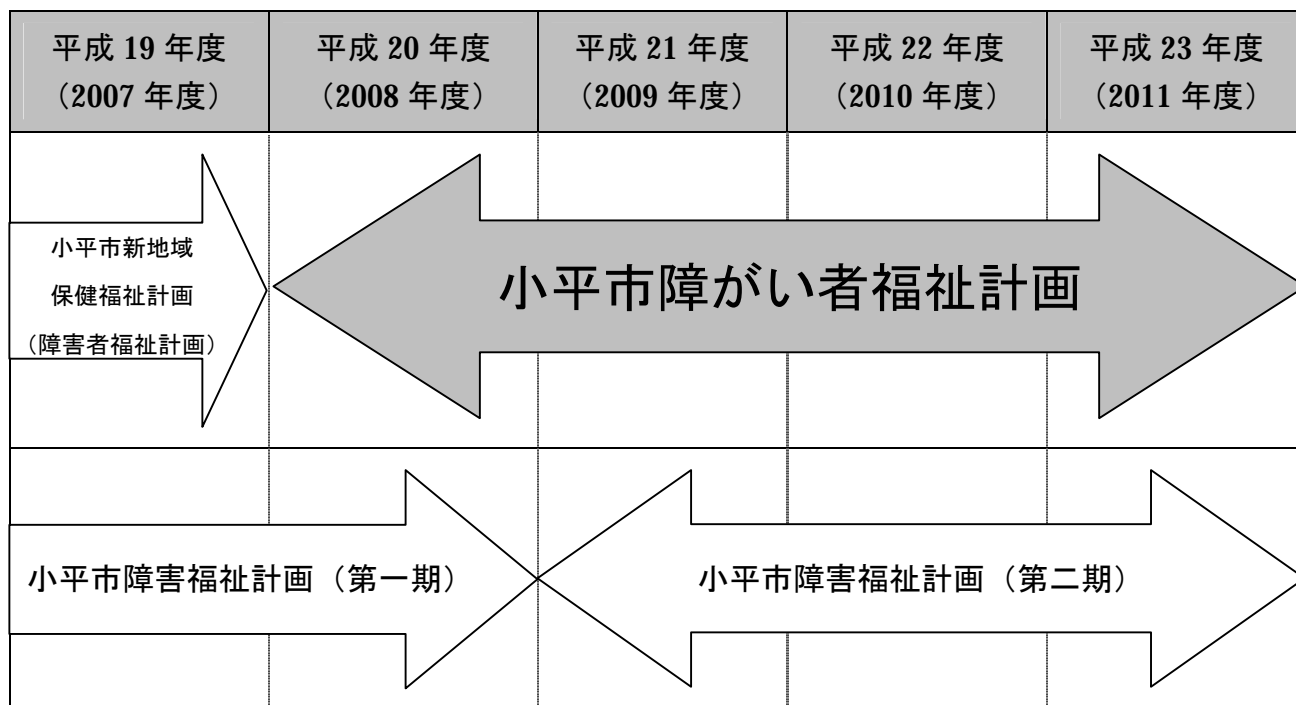 平成 19 年度
（2007 年度）
平成 20 年度
（2008 年度）
平成 21 年度
（2009 年度）
平成 22 年度
（2010 年度）
平成 23 年度
（2011 年度）
小平市新地域
保健福祉計画
（障害者福祉計画）
小平市障がい者福祉計画
小平市障害福祉計画（第一期）
小平市障害福祉計画（第二期）